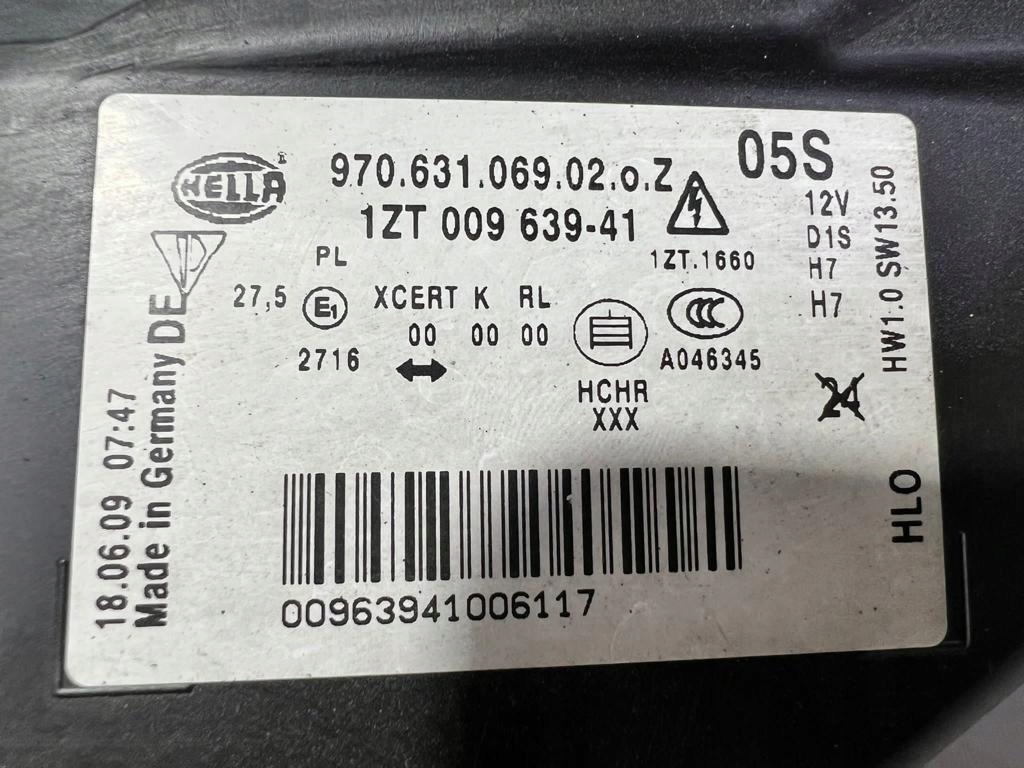 HELLA
970.631.069.02.o.Z
05S
1ZT 009 639-41
12V
D1S
H7
H7
1ZT.1660
PL
27,5
E1
XCERT K RL
00 00 00
2716
A046345
HCHR
XXX
24
HW1.0 SW13.50
HLO
18.06.09 07:47
Made in Germany DE
00963941006117